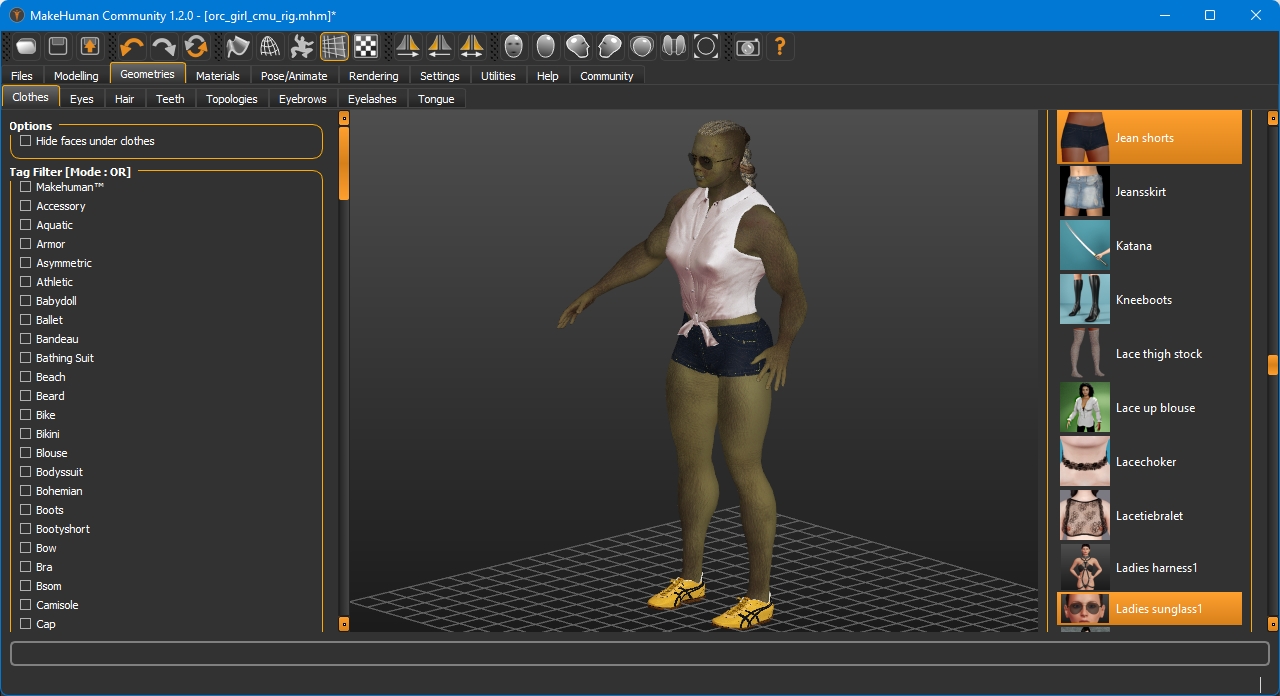 MakeHuman Community 1.2.0 - [orc_girl_cmu_rig.mhm]*
Files Modelling Geometries Materials Pose/Animate Rendering Settings Utilities Help Community
Clothes Eyes Hair Teeth Topologies Eyebrows Eyelashes Tongue
Options
Hide faces under clothes
Tag Filter [Mode : OR]
Makehuman™
Accessory
Aquatic
Armor
Asymmetric
Athletic
Babydoll
Ballet
Bandeau
Bathing Suit
Beach
Beard
Bike
Bikini
Blouse
Bodyssuit
Bohemian
Boots
Bootyshort
Bow
Bra
Bsom
Camisole
Cap
Jean shorts
Jeansskirt
Katana
Kneeboots
Lace thigh stock
Lace up blouse
Lacechoker
Lacetiebralet
Ladies harness1
Ladies sunglass1